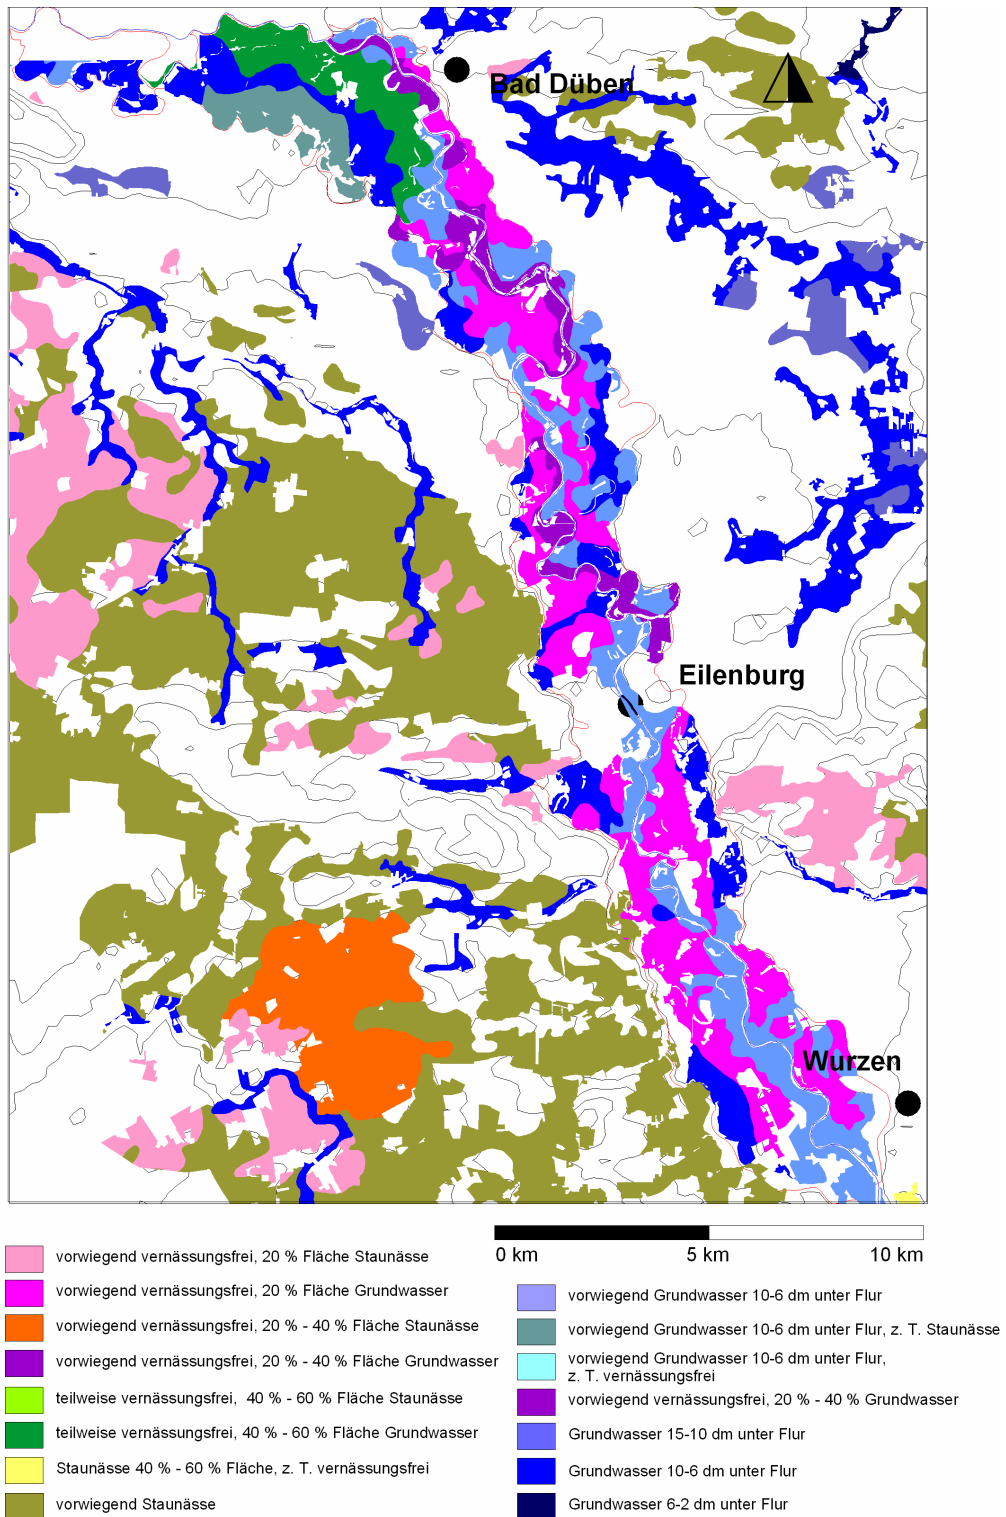 Bad Düben
Eilenburg
Wurzen
0 km
5 km
10 km
vorwiegend vernässungsfrei, 20 % Fläche Staunässe
vorwiegend vernässungsfrei, 20 % Fläche Grundwasser
vorwiegend vernässungsfrei, 20 % - 40 % Fläche Staunässe
vorwiegend vernässungsfrei, 20 % - 40 % Fläche Grundwasser
teilweise vernässungsfrei, 40 % - 60 % Fläche Staunässe
teilweise vernässungsfrei, 40 % - 60 % Fläche Grundwasser
Staunässe 40 % - 60 % Fläche, z. T. vernässungsfrei
vorwiegend Staunässe
vorwiegend Grundwasser 10-6 dm unter Flur
vorwiegend Grundwasser 10-6 dm unter Flur, z. T. Staunässe
vorwiegend Grundwasser 10-6 dm unter Flur,
z. T. vernässungsfrei
vorwiegend vernässungsfrei, 20 % - 40 % Grundwasser
Grundwasser 15-10 dm unter Flur
Grundwasser 10-6 dm unter Flur
Grundwasser 6-2 dm unter Flur